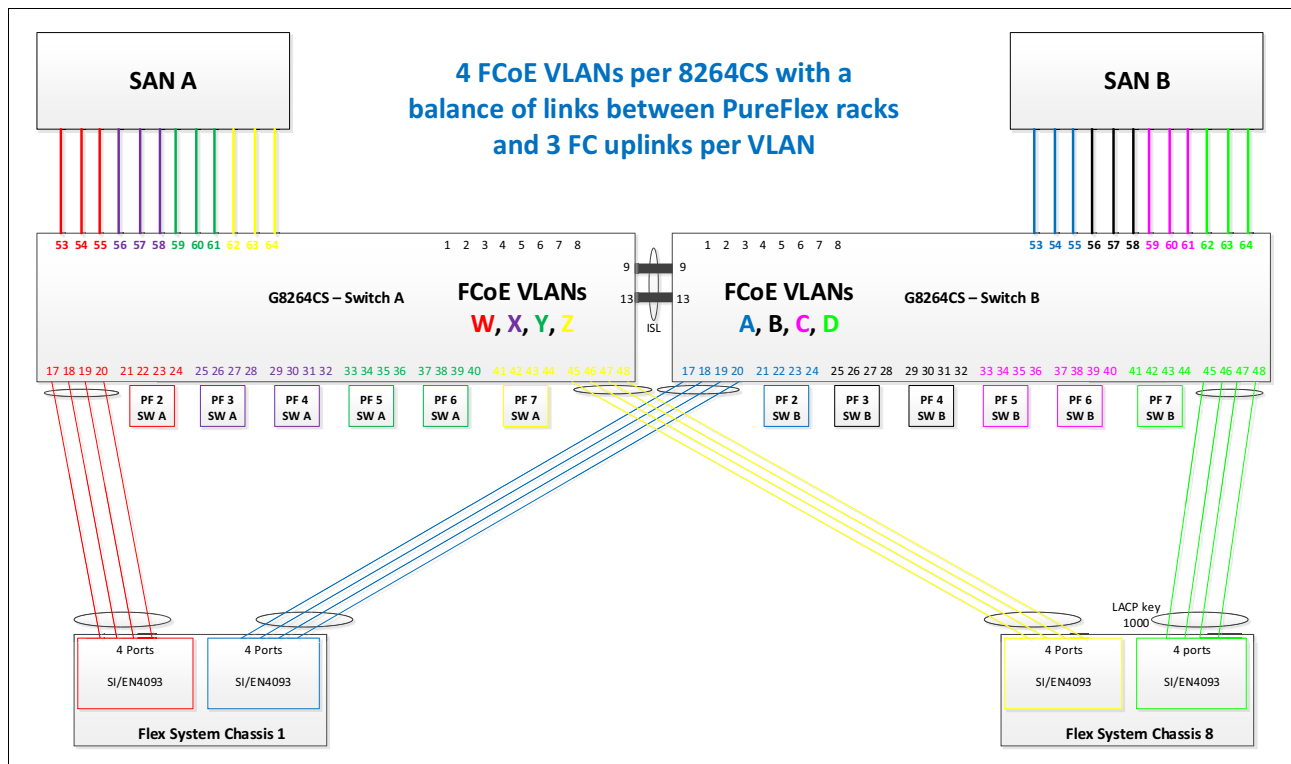 SAN A
4 FCoE VLANs per 8264CS with a
balance of links between PureFlex racks
and 3 FC uplinks per VLAN
SAN B
53 54 55 56 57 58 59 60 61 62 63 64
1 2 3 4 5 6 7 8
1 2 3 4 5 6 7 8
53 54 55 56 57 58 59 60 61 62 63 64
9
9
G8264CS – Switch A
FCoE VLANs
W, X, Y, Z
13
13
ISL
FCoE VLANs
A, B, C, D
G8264CS – Switch B
17 18 19 20 21 22 23 24 25 26 27 28 29 30 31 32 33 34 35 36 37 38 39 40 41 42 43 44 45 46 47 48
17 18 19 20 21 22 23 24 25 26 27 28 29 30 31 32 33 34 35 36 37 38 39 40 41 42 43 44 45 46 47 48
PF 2
SW A
PF 3
SW A
PF 4
SW A
PF 5
SW A
PF 6
SW A
PF 7
SW A
PF 2
SW B
PF 3
SW B
PF 4
SW B
PF 5
SW B
PF 6
SW B
PF 7
SW B
LACP key
1000
4 Ports
SI/EN4093
4 Ports
SI/EN4093
Flex System Chassis 1
4 Ports
SI/EN4093
4 ports
SI/EN4093
Flex System Chassis 8